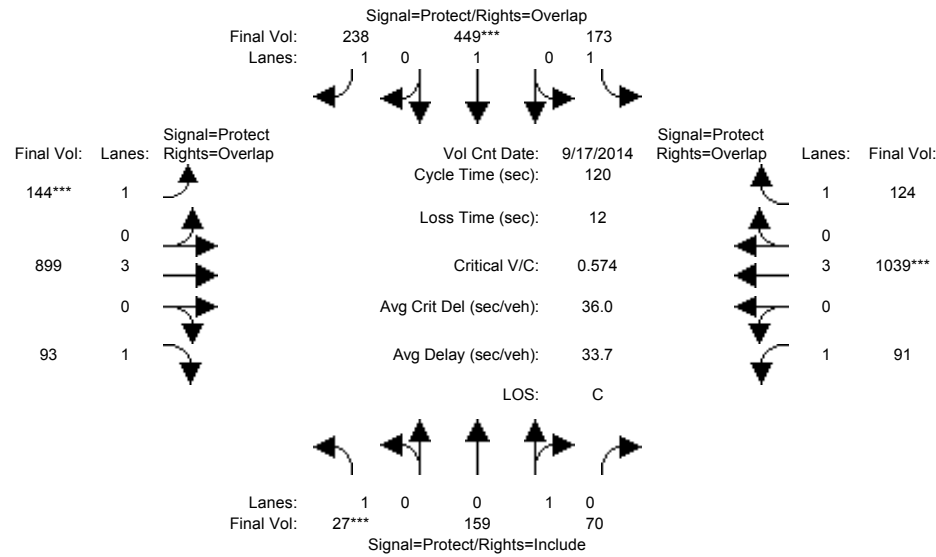 Signal=Protect/Rights=Overlap
Final Vol: 238 449*** 173
Lanes: 1 0 1 0 1
Signal=Protect Signal=Protect
Final Vol: Lanes: Rights=Overlap Vol Cnt Date: 9/17/2014 Rights=Overlap Lanes: Final Vol:
Cycle Time (sec): 120
144*** 1 1 124
Loss Time (sec): 12
0 0
899 3 Critical V/C: 0.574 3 1039***
0 Avg Crit Del (sec/veh): 36.0 0
93 1 Avg Delay (sec/veh): 33.7 1 91
LOS: C
Lanes: 1 0 0 1 0
Final Vol: 27*** 159 70
Signal=Protect/Rights=Include